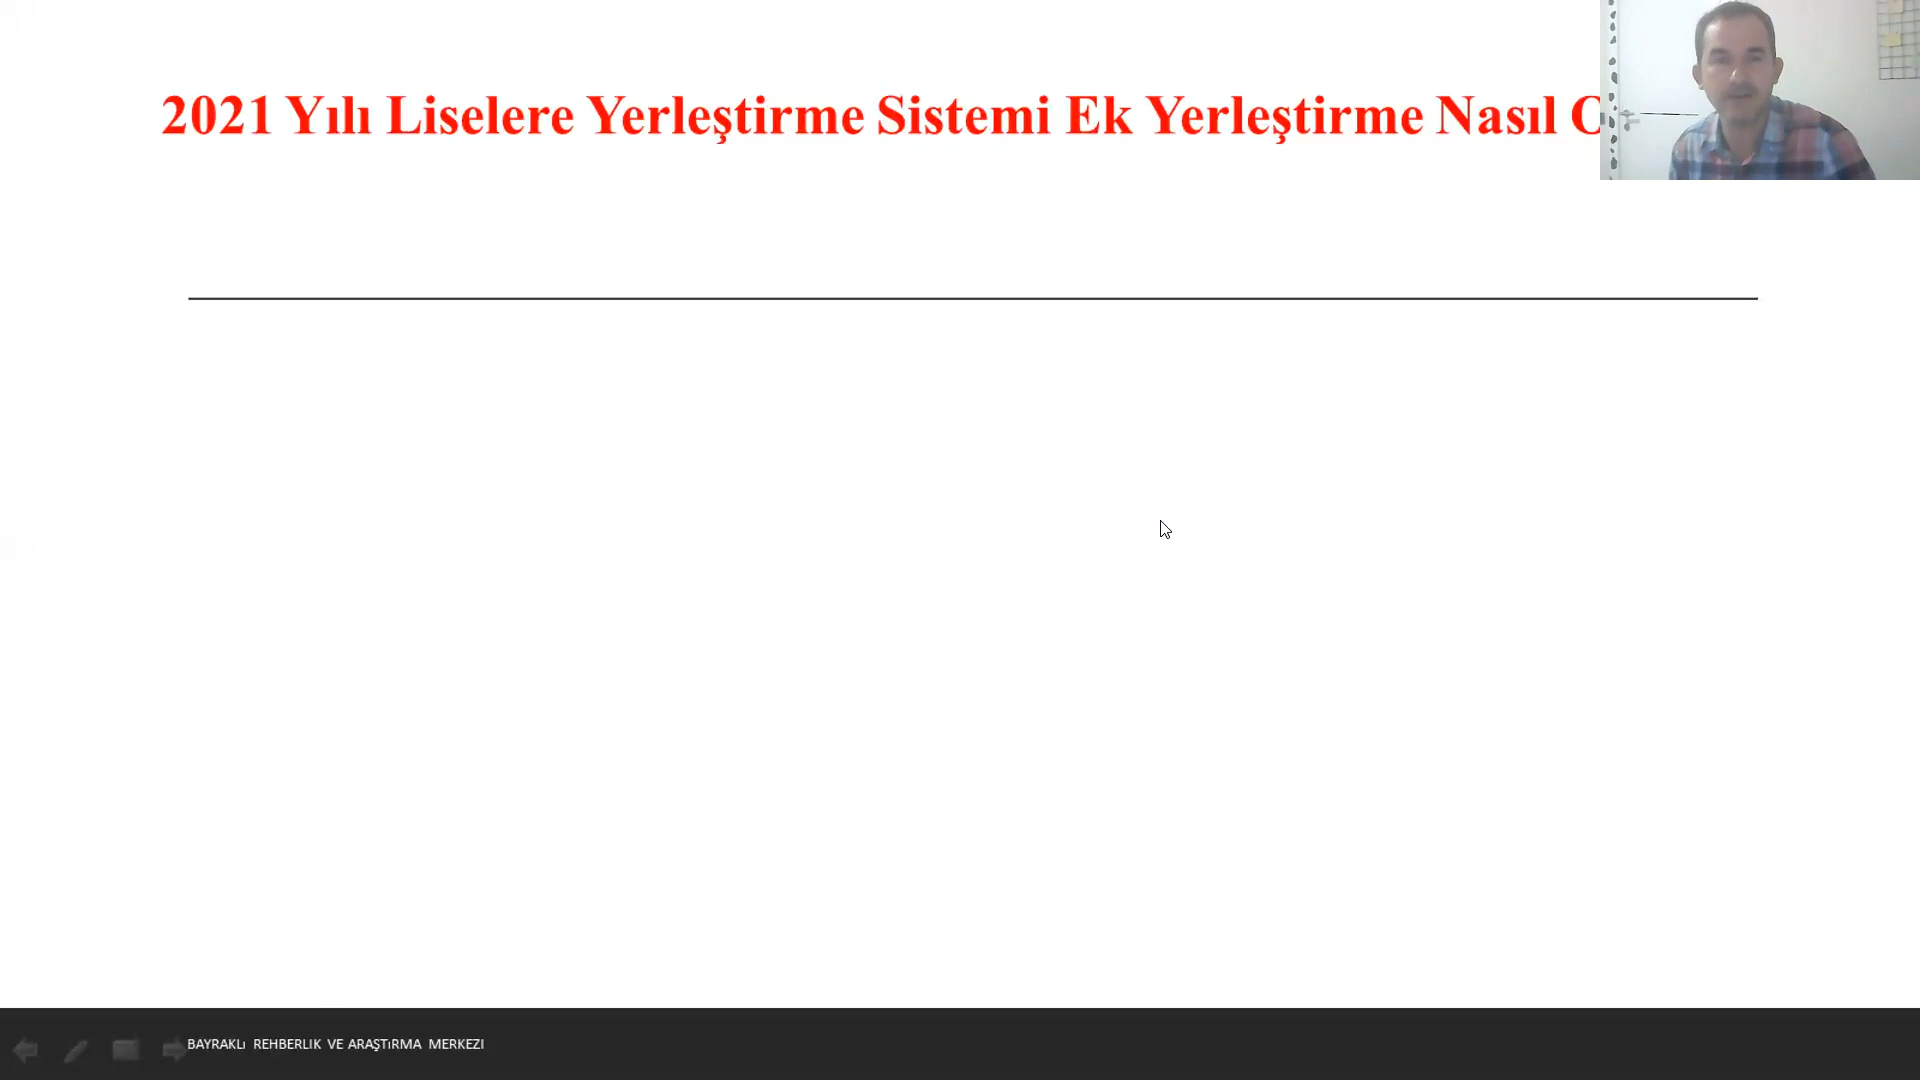 2021 Yılı Liselere Yerleştirme Sistemi Ek Yerleştirme Nasıl
BAYRAKLı REHBERLIK VE ARAŞTıRMA MERKEZI